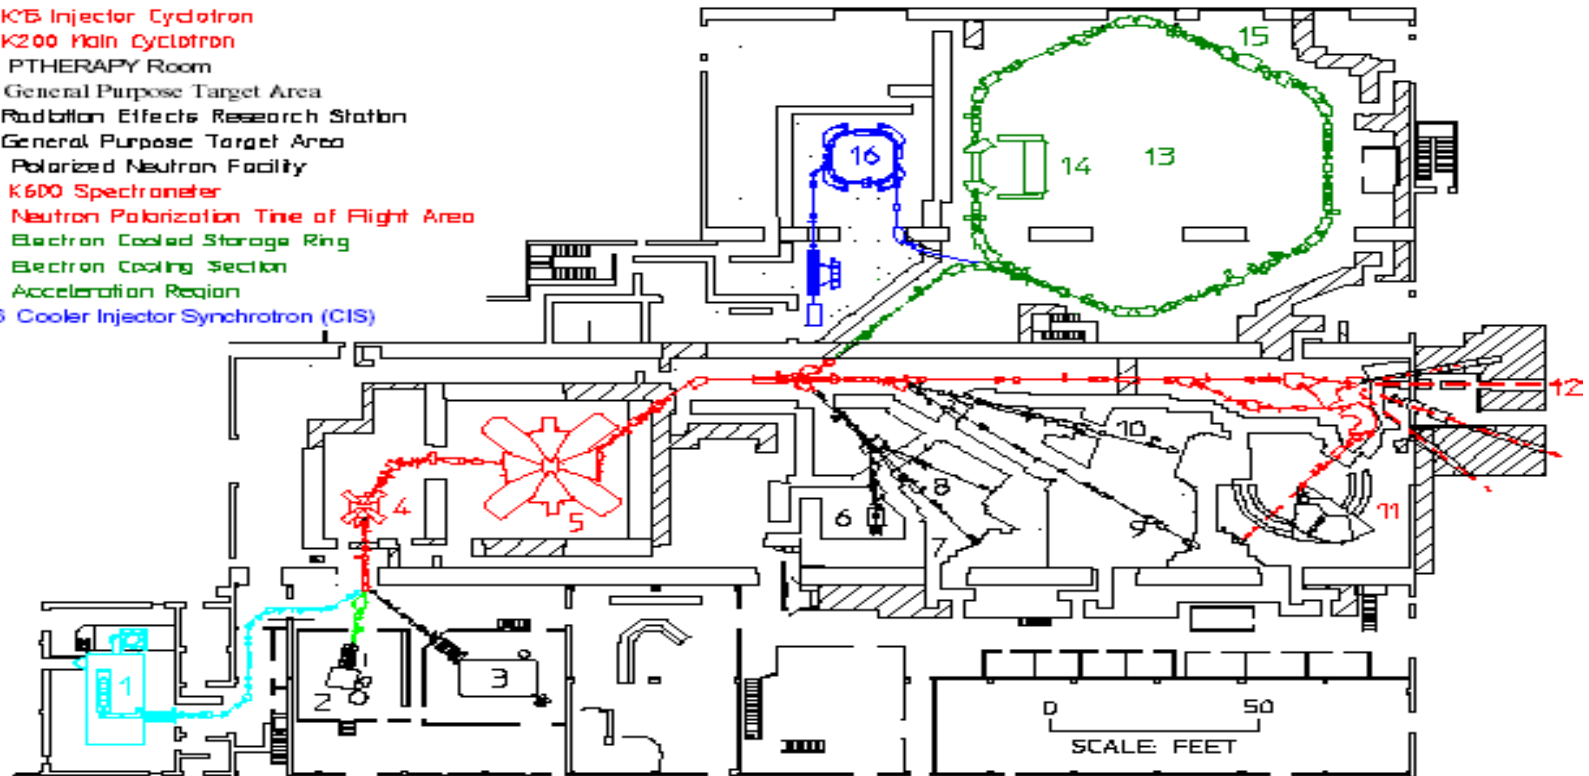 K15 Injector Cyclotron
K200 Main Cyclotron
PTHERAPY Room
General Purpose Target Area
Radiation Effects Research Station
General Purpose Target Area
Polarized Neutron Facility
K600 Spectrometer
Neutron Polarization Time of Flight Area
Electron Cooled Storage Ring
Electron Cooling Section
Acceleration Region
6 Cooler Injector Synchrotron (CIS)
15
16
14
13
12
10
4
5
6
8
7
9
11
1
2
3
0 50
SCALE: FEET